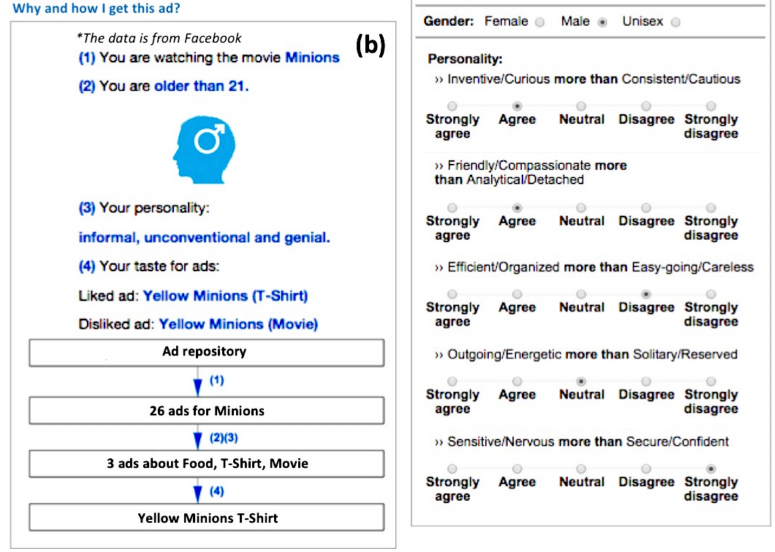 Why and how I get this ad?
*The data is from Facebook
(b)
(1) You are watching the movie Minions
(2) You are older than 21.
(3) Your personality:
informal, unconventional and genial.
(4) Your taste for ads:
Liked ad: Yellow Minions (T-Shirt)
Disliked ad: Yellow Minions (Movie)
Ad repository
(1)
26 ads for Minions
(2)(3)
3 ads about Food, T-Shirt, Movie
(4)
Yellow Minions T-Shirt
Gender: Female Male Unisex
Personality:
›› Inventive/Curious more than Consistent/Cautious
Strongly agree Agree Neutral Disagree Strongly disagree
›› Friendly/Compassionate more
than Analytical/Detached
Strongly agree Agree Neutral Disagree Strongly disagree
›› Efficient/Organized more than Easy-going/Careless
Strongly agree Agree Neutral Disagree Strongly disagree
›› Outgoing/Energetic more than Solitary/Reserved
Strongly agree Agree Neutral Disagree Strongly disagree
›› Sensitive/Nervous more than Secure/Confident
Strongly agree Agree Neutral Disagree Strongly disagree